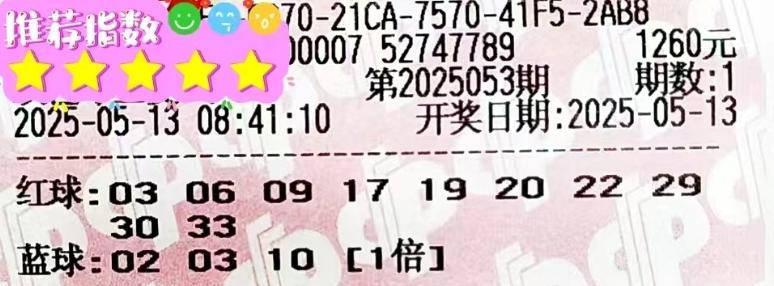 推荐指数
70-21CA-7570-41F5-2AB8
00007 52747789 1260元
第2025053期 期数:1
2025-05-13 08:41:10 开奖日期:2025-05-13
红球:03 06 09 17 19 20 22 29
30 33
蓝球:02 03 10 [1倍]